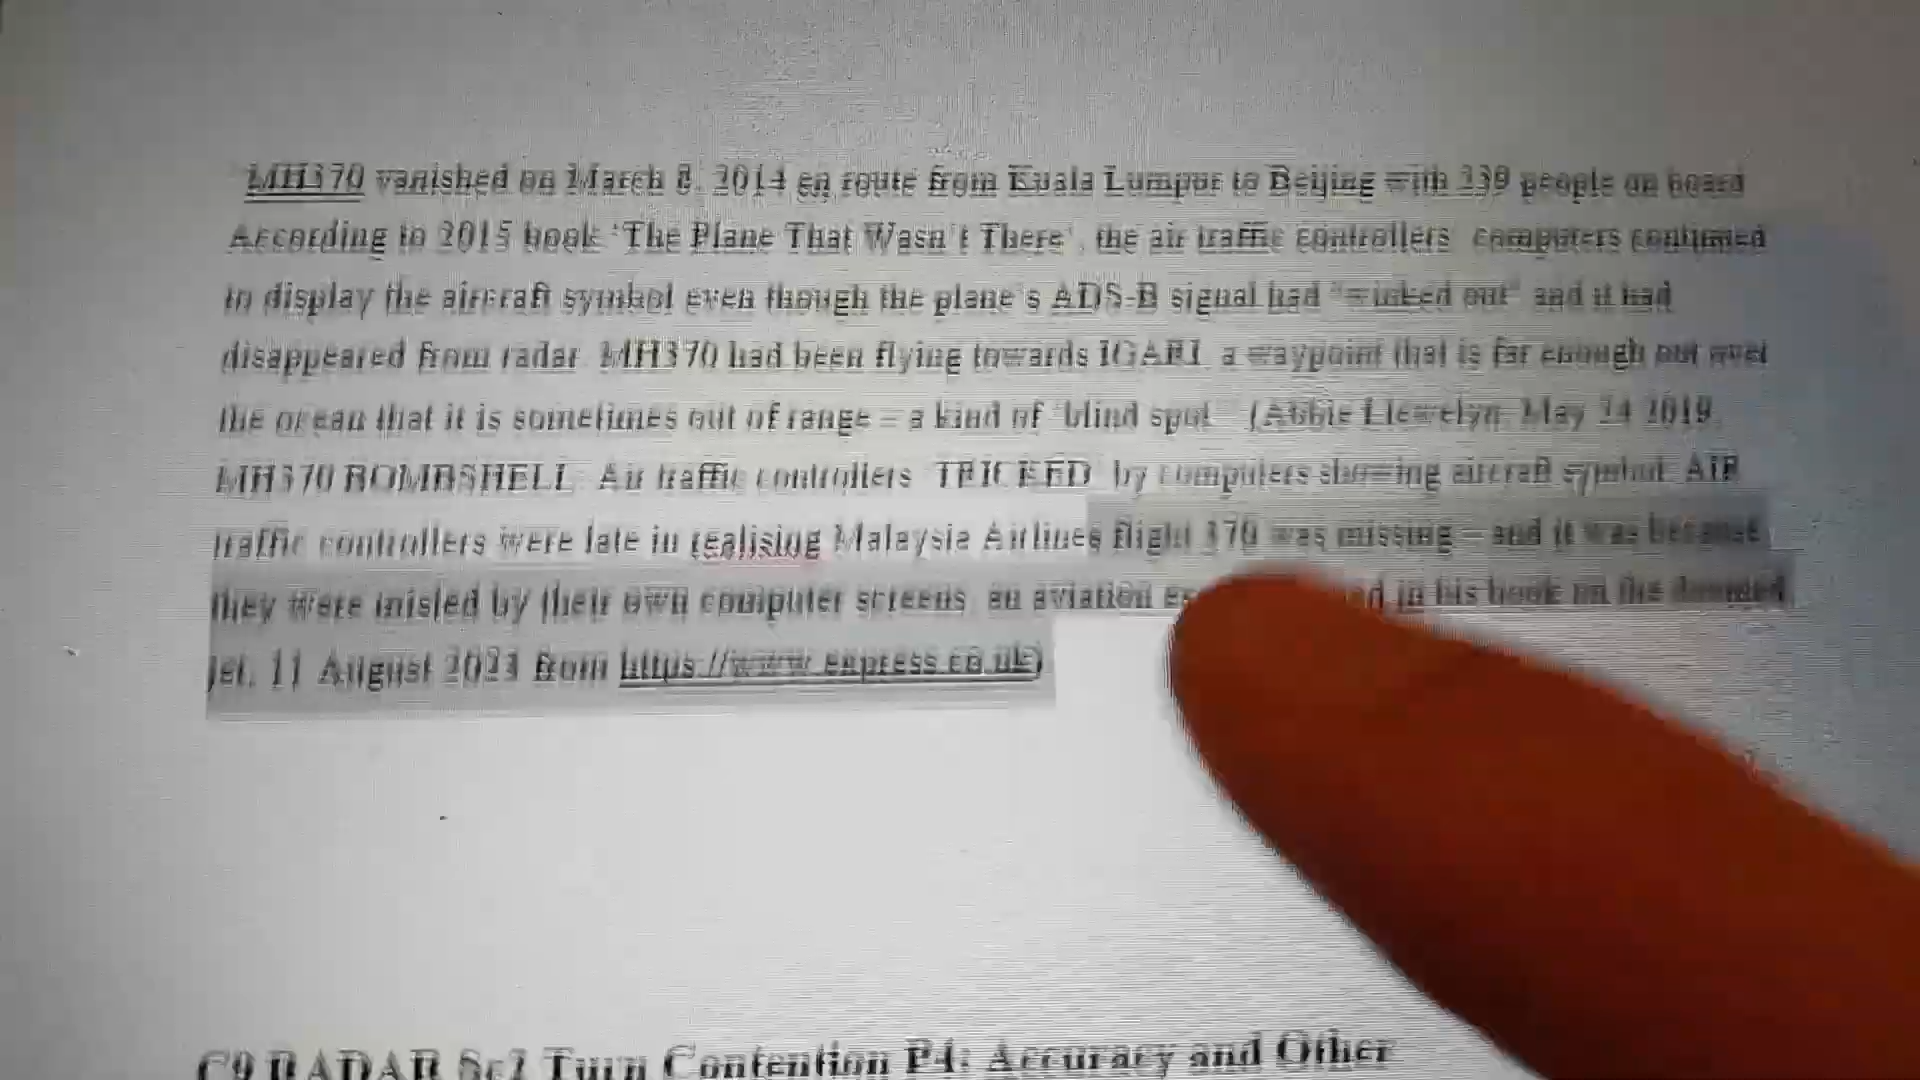 MH370 vanished on March 8, 2014 en route from Kuala Lumpur to Beijing with 239 people on board
According to 2015 book 'The Plane That Wasn't There', the air traffic controllers' computers continued
to display the aircraft symbol even though the plane's ADS-B signal had "winked out" and it had
disappeared from radar. MH370 had been flying towards IGARI, a waypoint that is far enough out over
the ocean that it is sometimes out of range – a kind of "blind spot." (Abbie Llewelyn, May 24 2019,
MH370 BOMBSHELL: Air traffic controllers 'TRICKED' by computers showing aircraft symbol. AIR
traffic controllers were late in realising Malaysia Airlines flight 370 was missing – and it was because
they were misled by their own computer screens, an aviation in his book on the doomed
jet, 11 August 2023 from https://www.express.co.uk)
C9 RADAR Sc2 Turn Contention P4: Accuracy and Other